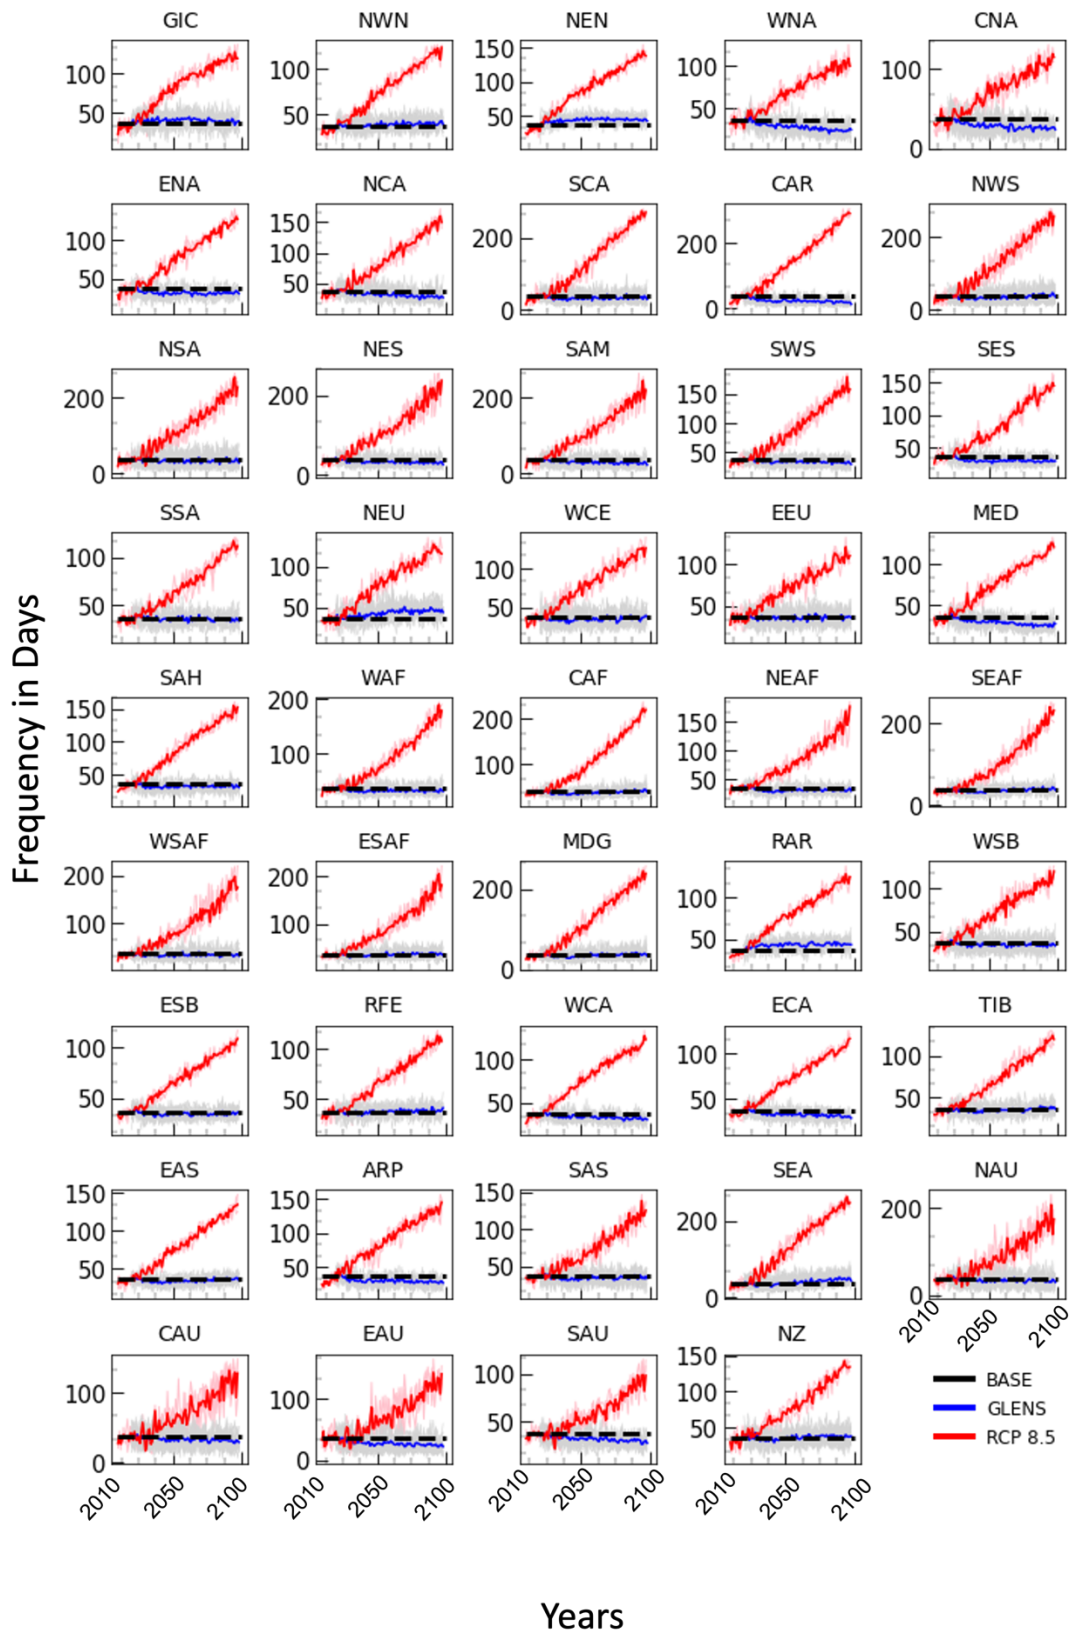 GIC NWN NEN WNA CNA
100 50
100 50
150 100 50
100 50
100 0
ENA NCA SCA CAR NWS
100 50
150 100 50
200 0
200 0
200 0
NSA NES SAM SWS SES
200 0
200 0
200 0
150 100 50
150 100 50
SSA NEU WCE EEU MED
100 50
100 50
100 50
100 50
100 50
Frequency in Days
SAH WAF CAF NEAF SEAF
150 100 50
200 100
200 100
150 100 50
200 0
WSAF ESAF MDG RAR WSB
200 100
200 100
200 0
100 50
100 50
ESB RFE WCA ECA TIB
100 50
100 50
100 50
100 50
100 50
EAS ARP SAS SEA NAU
150 100 50
150 100 50
150 100 50
200 0
200 0
2010 2050 2100
CAU EAU SAU NZ
100 0
100 0
100 50
150 100 50
2010 2050 2100
2010 2050 2100
2010 2050 2100
2010 2050 2100
BASE
GLENS
RCP 8.5
Years